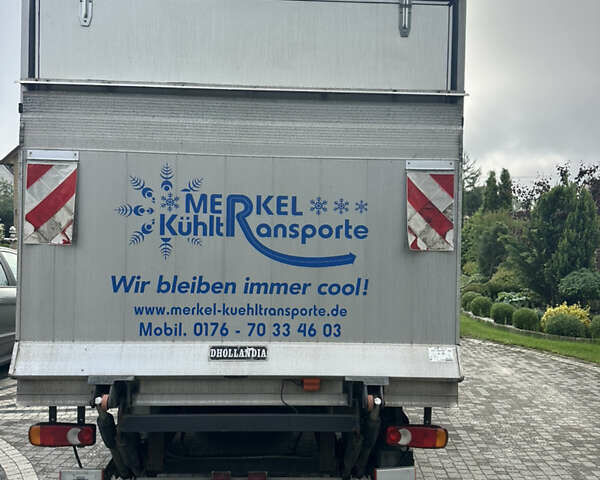 MERKEL
KühltRansporte
Wir bleiben immer cool!
www.merkel-kuehltransporte.de
Mobil. 0176 - 70 33 46 03
DHOLLANDIA